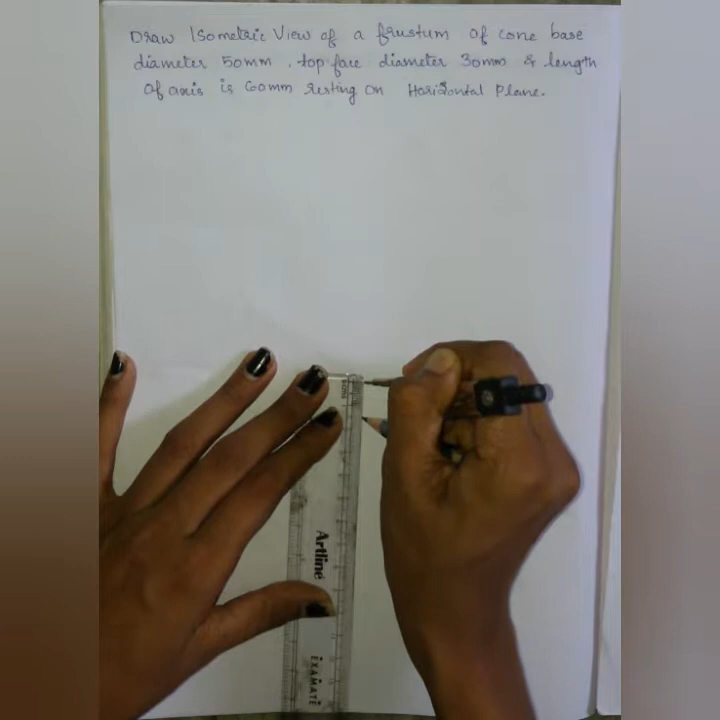 Draw Isometric View of a frustum of cone base
diameter 50mm , top face diameter 30mm & length
of axis is 60mm resting on Horizontal Plane.
Artline
EXAMATE